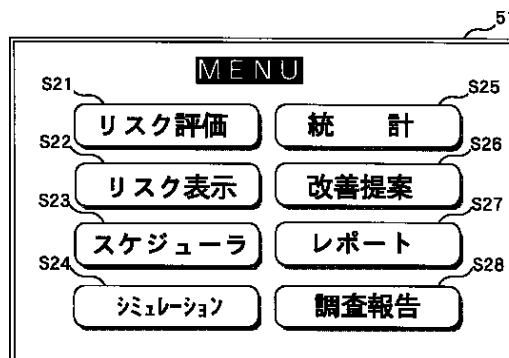 51
MENU
S21 リスク評価 統計 S25
S22 リスク表示 改善提案 S26
S23 スケジューラ レポート S27
S24 シミュレーション 調査報告 S28